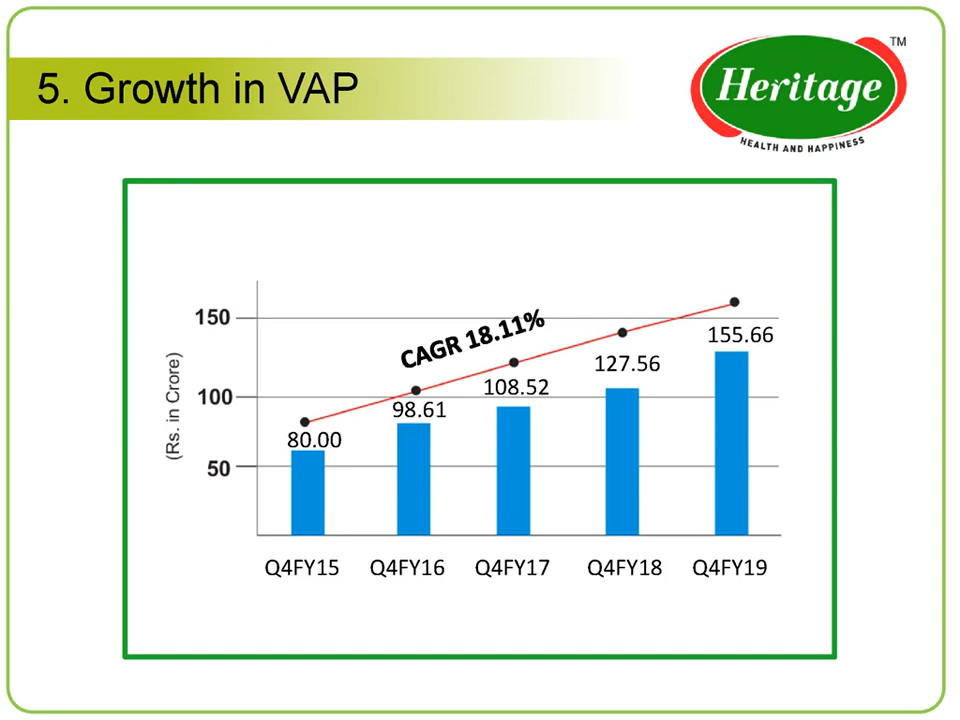 5. Growth in VAP
Heritage
TM
HEALTH AND HAPPINESS
(Rs. in Crore)
150
100
50
CAGR 18.11%
80.00
98.61
108.52
127.56
155.66
Q4FY15
Q4FY16
Q4FY17
Q4FY18
Q4FY19